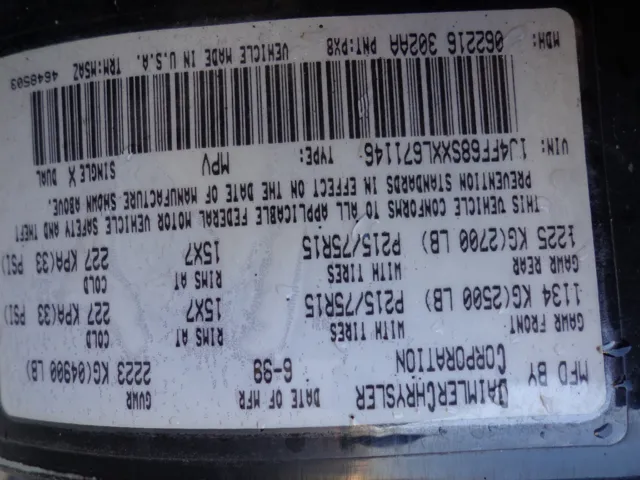 MFD BY DAIMLERCHRYSLER CORPORATION
DATE OF MFR 6-99
GVWR 2223 KG(04900 LB)
GAWR FRONT WITH TIRES RIMS AT COLD
1134 KG(2500 LB) P215/75R15 15X7 227 KPA(33 PSI)
GAWR REAR WITH TIRES RIMS AT COLD
1225 KG(2700 LB) P215/75R15 15X7 227 KPA(33 PSI)
THIS VEHICLE CONFORMS TO ALL APPLICABLE FEDERAL MOTOR VEHICLE SAFETY AND THEFT
PREVENTION STANDARDS IN EFFECT ON THE DATE OF MANUFACTURE SHOWN ABOVE.
VIN: 1J4FF68SXXL671146 TYPE: MPV SINGLE X DUAL
MDH: 062216 302AA PNT:PX8 VEHICLE MADE IN U.S.A. TRM:MSAZ
4648503